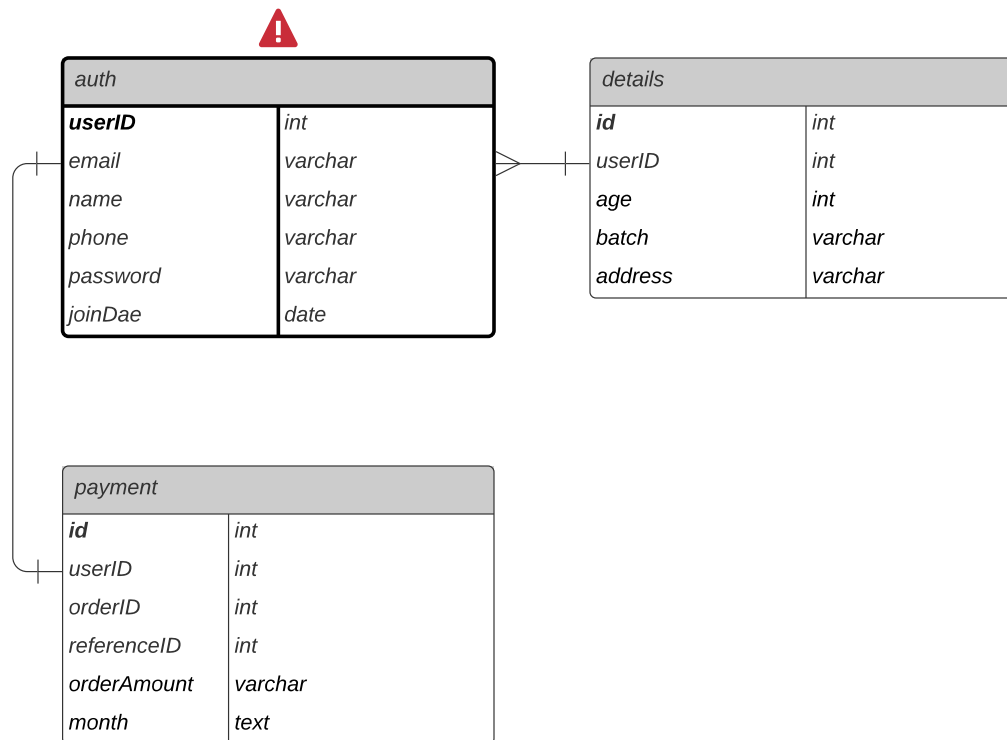 auth
userID int
email varchar
name varchar
phone varchar
password varchar
joinDae date
details
id int
userID int
age int
batch varchar
address varchar
payment
id int
userID int
orderID int
referenceID int
orderAmount varchar
month text